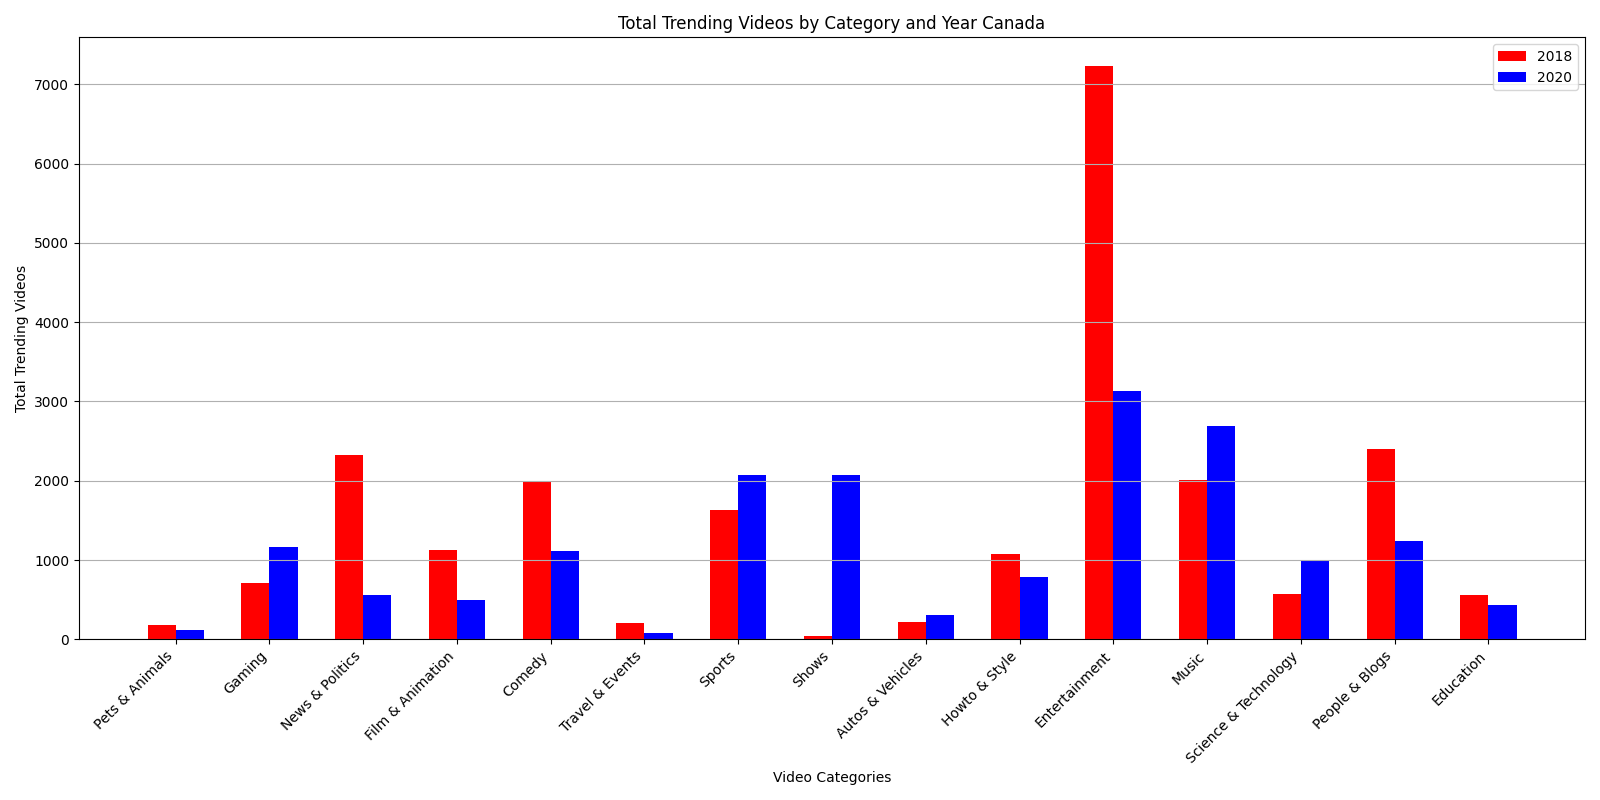 Total Trending Videos by Category and Year Canada
2018
2020
7000
6000
5000
4000
3000
2000
1000
0
Total Trending Videos
Pets & Animals
Gaming
News & Politics
Film & Animation
Comedy
Travel & Events
Sports
Shows
Autos & Vehicles
Howto & Style
Entertainment
Music
Science & Technology
People & Blogs
Education
Video Categories